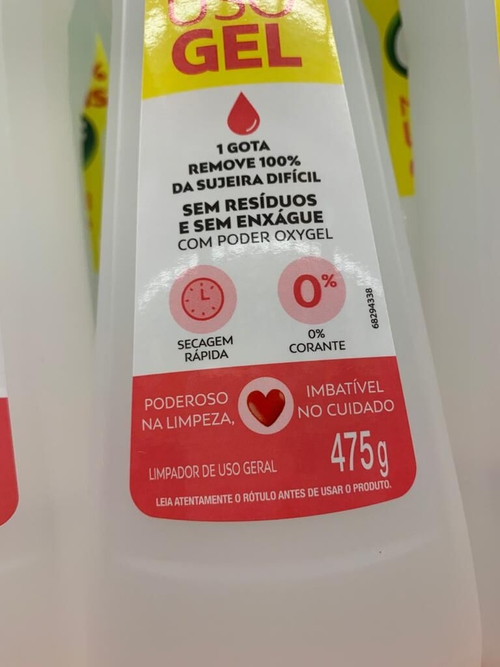 USO
GEL
1 GOTA
REMOVE 100%
DA SUJEIRA DIFÍCIL
SEM RESÍDUOS
E SEM ENXÁGUE
COM PODER OXYGEL
0%
SECAGEM
RÁPIDA
0%
CORANTE
68294338
PODEROSO
NA LIMPEZA,
IMBATÍVEL
NO CUIDADO
475g
LIMPADOR DE USO GERAL
LEIA ATENTAMENTE O RÓTULO ANTES DE USAR O PRODUTO.